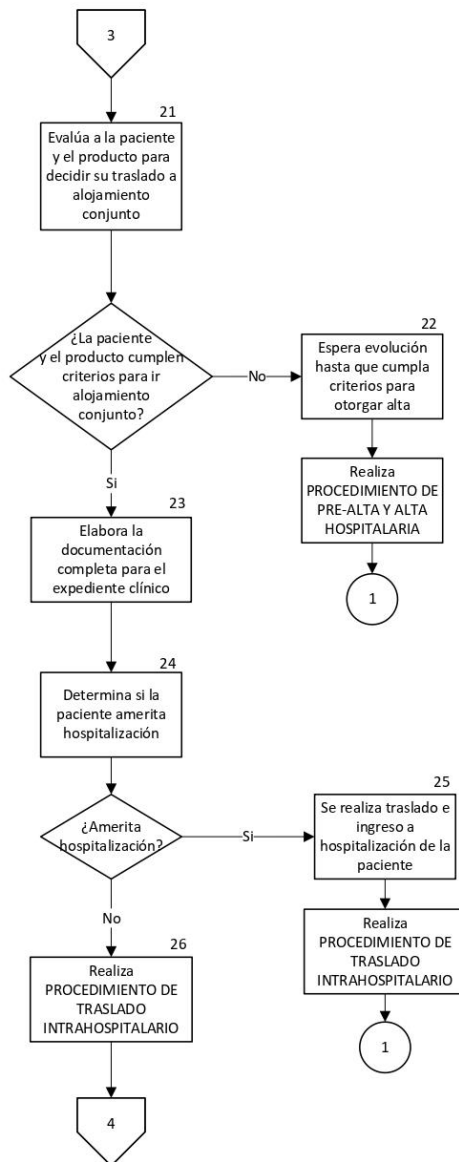 3
21
Evalúa a la paciente
y el producto para
decidir su traslado a
alojamiento
conjunto
¿La paciente
y el producto cumplen
criterios para ir
alojamiento
conjunto?
No
22
Espera evolución
hasta que cumpla
criterios para
otorgar alta
Realiza
PROCEDIMIENTO DE
PRE-ALTA Y ALTA
HOSPITALARIA
1
Si
23
Elabora la
documentación
completa para el
expediente clínico
24
Determina si la
paciente amerita
hospitalización
¿Amerita
hospitalización?
Si
25
Se realiza traslado e
ingreso a
hospitalización de la
paciente
Realiza
PROCEDIMIENTO DE
TRASLADO
INTRAHOSPITALARIO
1
No
26
Realiza
PROCEDIMIENTO DE
TRASLADO
INTRAHOSPITALARIO
4